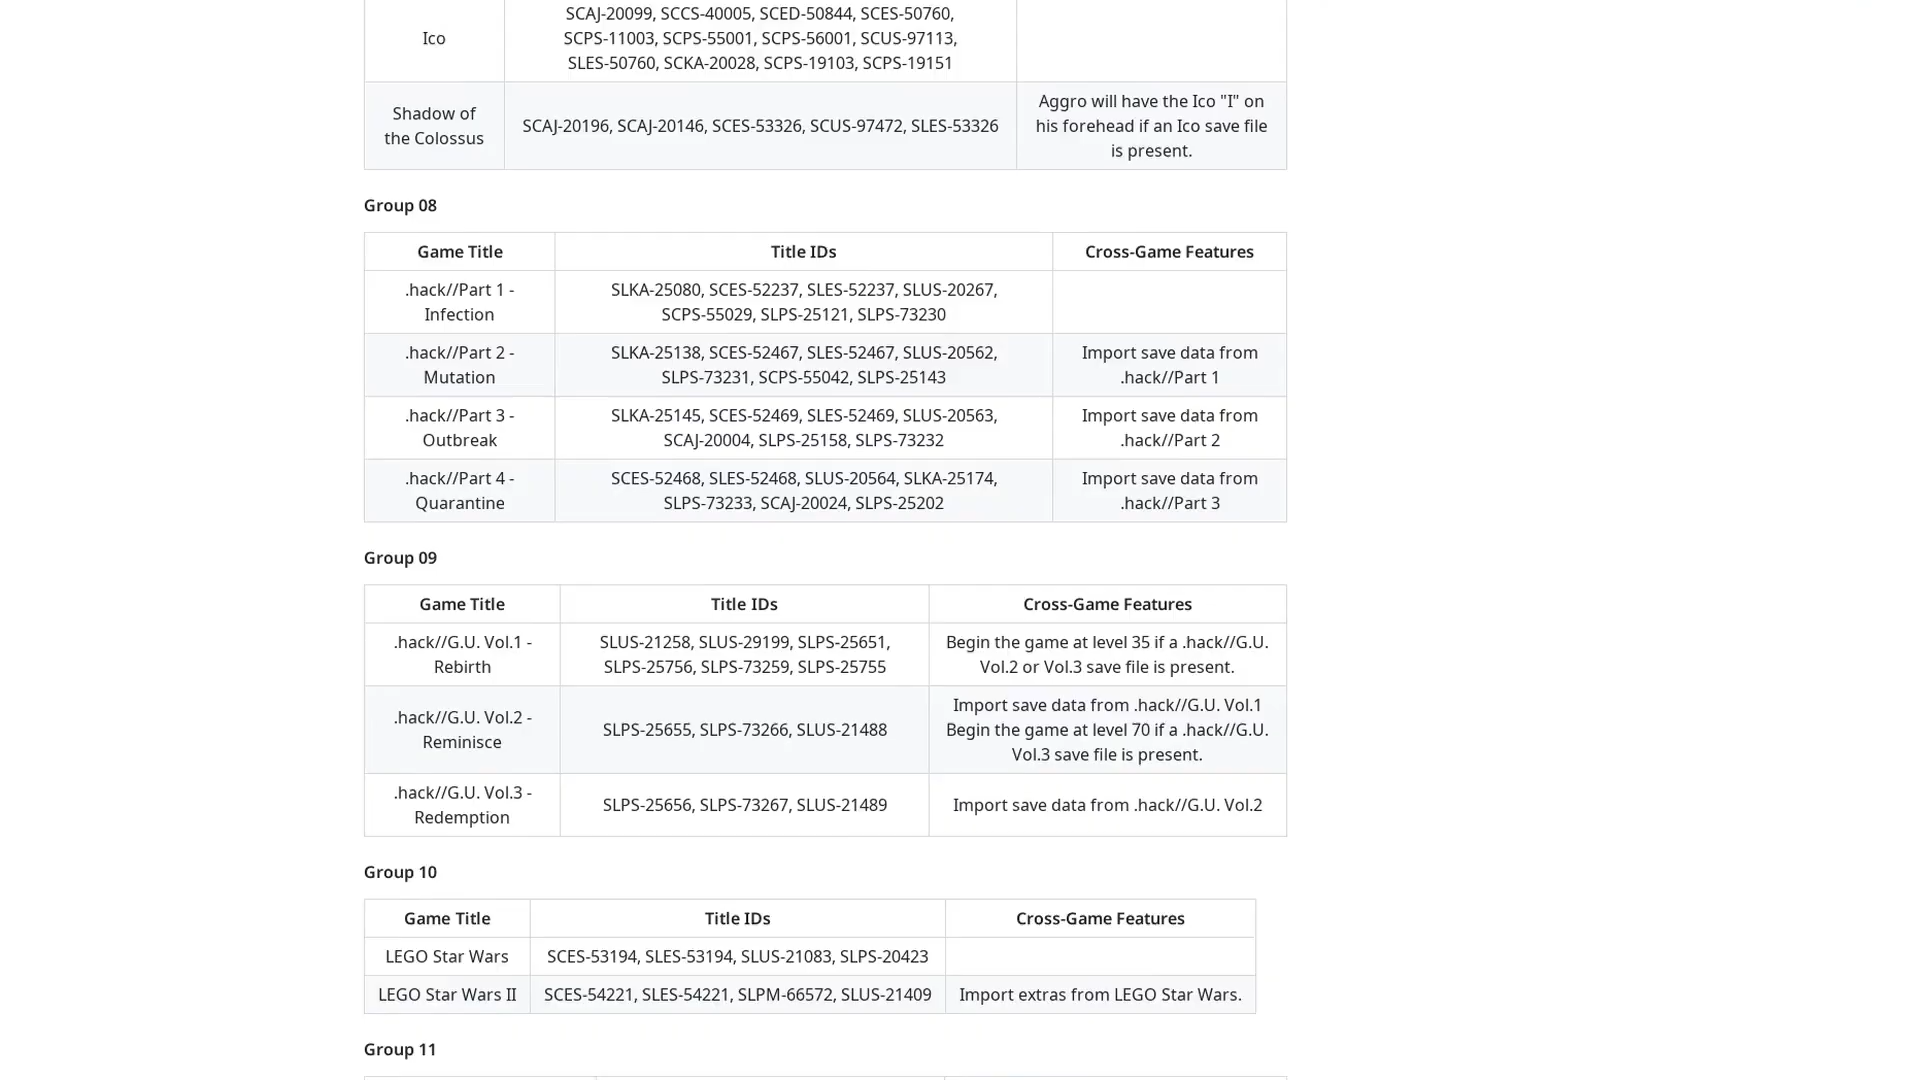 Ico
SCAJ-20099, SCCS-40005, SCED-50844, SCES-50760,
SCPS-11003, SCPS-55001, SCPS-56001, SCUS-97113,
SLES-50760, SCKA-20028, SCPS-19103, SCPS-19151
Shadow of
the Colossus
SCAJ-20196, SCAJ-20146, SCES-53326, SCUS-97472, SLES-53326
Aggro will have the Ico "I" on
his forehead if an Ico save file
is present.
Group 08
Game Title
Title IDs
Cross-Game Features
.hack//Part 1 -
Infection
SLKA-25080, SCES-52237, SLES-52237, SLUS-20267,
SCPS-55029, SLPS-25121, SLPS-73230
.hack//Part 2 -
Mutation
SLKA-25138, SCES-52467, SLES-52467, SLUS-20562,
SLPS-73231, SCPS-55042, SLPS-25143
Import save data from
.hack//Part 1
.hack//Part 3 -
Outbreak
SLKA-25145, SCES-52469, SLES-52469, SLUS-20563,
SCAJ-20004, SLPS-25158, SLPS-73232
Import save data from
.hack//Part 2
.hack//Part 4 -
Quarantine
SCES-52468, SLES-52468, SLUS-20564, SLKA-25174,
SLPS-73233, SCAJ-20024, SLPS-25202
Import save data from
.hack//Part 3
Group 09
Game Title
Title IDs
Cross-Game Features
.hack//G.U. Vol.1 -
Rebirth
SLUS-21258, SLUS-29199, SLPS-25651,
SLPS-25756, SLPS-73259, SLPS-25755
Begin the game at level 35 if a .hack//G.U.
Vol.2 or Vol.3 save file is present.
.hack//G.U. Vol.2 -
Reminisce
SLPS-25655, SLPS-73266, SLUS-21488
Import save data from .hack//G.U. Vol.1
Begin the game at level 70 if a .hack//G.U.
Vol.3 save file is present.
.hack//G.U. Vol.3 -
Redemption
SLPS-25656, SLPS-73267, SLUS-21489
Import save data from .hack//G.U. Vol.2
Group 10
Game Title
Title IDs
Cross-Game Features
LEGO Star Wars
SCES-53194, SLES-53194, SLUS-21083, SLPS-20423
LEGO Star Wars II
SCES-54221, SLES-54221, SLPM-66572, SLUS-21409
Import extras from LEGO Star Wars.
Group 11